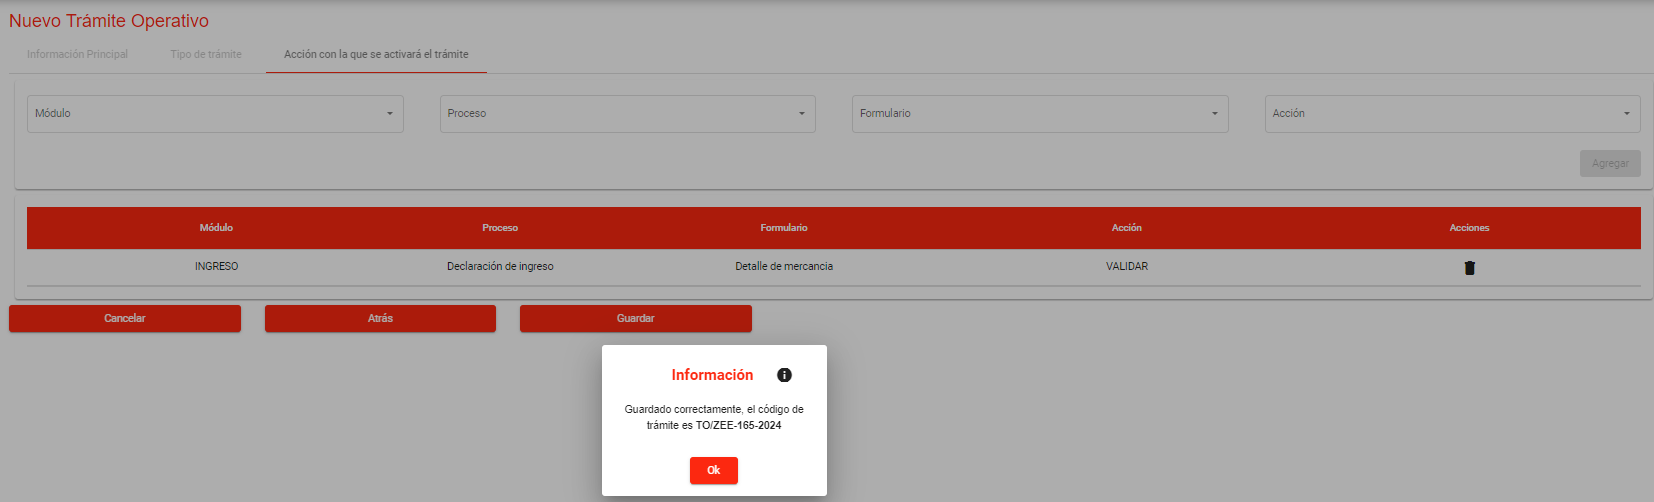 Nuevo Trámite Operativo
Información Principal Tipo de trámite Acción con la que se activará el trámite
Módulo Proceso Formulario Acción
Agregar
Módulo Proceso Formulario Acción Acciones
INGRESO Declaración de ingreso Detalle de mercancia VALIDAR
Cancelar Atrás Guardar
Información
Guardado correctamente, el código de
trámite es TO/ZEE-165-2024
Ok